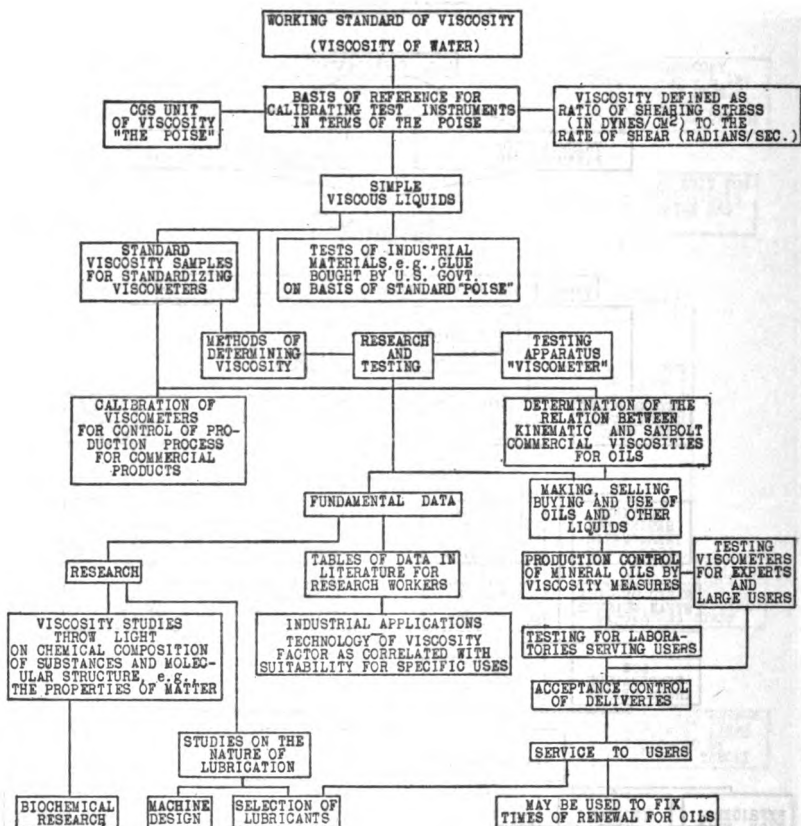 WORKING STANDARD OF VISCOSITY
(VISCOSITY OF WATER)
CGS UNIT
OF VISCOSITY
"THE POISE"
BASIS OF REFERENCE FOR
CALIBRATING TEST INSTRUMENTS
IN TERMS OF THE POISE
VISCOSITY DEFINED AS
RATIO OF SHEARING STRESS
(IN DYNES/CM2) TO THE
RATE OF SHEAR (RADIANS/SEC.)
SIMPLE
VISCOUS LIQUIDS
STANDARD
VISCOSITY SAMPLES
FOR STANDARDIZING
VISCOMETERS
TESTS OF INDUSTRIAL
MATERIALS, e.g., GLUE
BOUGHT BY U.S. GOVT.
ON BASIS OF STANDARD "POISE"
METHODS OF
DETERMINING
VISCOSITY
RESEARCH
AND
TESTING
TESTING
APPARATUS
"VISCOMETER"
CALIBRATION OF
VISCOMETERS
FOR CONTROL OF PRO-
DUCTION PROCESS
FOR COMMERCIAL
PRODUCTS
DETERMINATION OF THE
RELATION BETWEEN
KINEMATIC AND SAYBOLT
COMMERCIAL VISCOSITIES
FOR OILS
FUNDAMENTAL DATA
MAKING, SELLING
BUYING AND USE OF
OILS AND OTHER
LIQUIDS
RESEARCH
TABLES OF DATA IN
LITERATURE FOR
RESEARCH WORKERS
PRODUCTION CONTROL
OF MINERAL OILS BY
VISCOSITY MEASURES
TESTING
VISCOMETERS
FOR EXPERTS
AND
LARGE USERS
VISCOSITY STUDIES
THROW LIGHT
ON CHEMICAL COMPOSITION
OF SUBSTANCES AND MOLEC-
ULAR STRUCTURE, e.g.,
THE PROPERTIES OF MATTER
INDUSTRIAL APPLICATIONS
TECHNOLOGY OF VISCOSITY
FACTOR AS CORRELATED WITH
SUITABILITY FOR SPECIFIC USES
TESTING FOR LABORA-
TORIES SERVING USERS
ACCEPTANCE CONTROL
OF DELIVERIES
STUDIES ON THE
NATURE OF
LUBRICATION
SERVICE TO USERS
BIOCHEMICAL
RESEARCH
MACHINE
DESIGN
SELECTION OF
LUBRICANTS
MAY BE USED TO FIX
TIMES OF RENEWAL FOR OILS